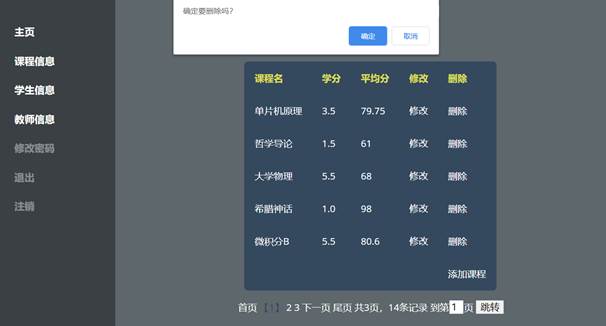 确定要删除吗?
确定 取消
主页
课程信息
学生信息
教师信息
修改密码
退出
注销
课程名 学分 平均分 修改 删除
单片机原理 3.5 79.75 修改 删除
哲学导论 1.5 61 修改 删除
大学物理 5.5 68 修改 删除
希腊神话 1.0 98 修改 删除
微积分B 5.5 80.6 修改 删除
添加课程
首页 【1】 2 3 下一页 尾页 共3页，14条记录 到第 1 页 跳转